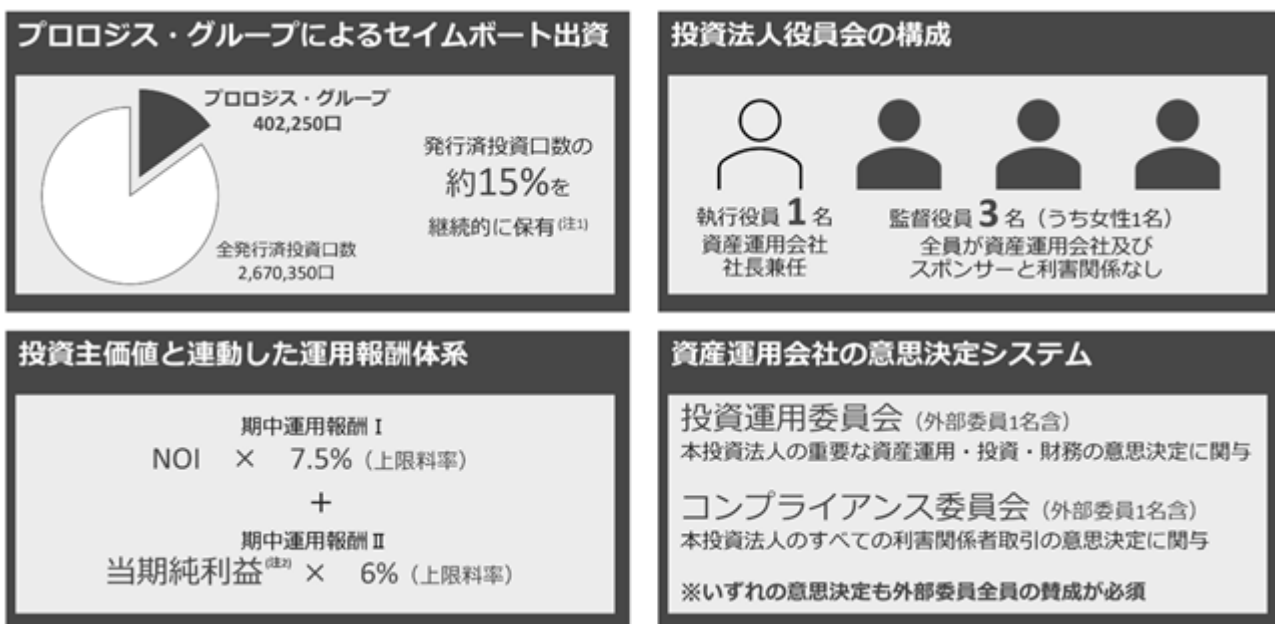 プロロジス・グループによるセイムボート出資
プロロジス・グループ
402,250口
発行済投資口数の
約15%を
継続的に保有(注1)
全発行済投資口数
2,670,350口
投資法人役員会の構成
執行役員 1 名
資産運用会社
社長兼任
監督役員 3 名（うち女性1名）
全員が資産運用会社及び
スポンサーと利害関係なし
投資主価値と連動した運用報酬体系
期中運用報酬 I
NOI × 7.5%（上限料率）
+
期中運用報酬 II
当期純利益(注2) × 6%（上限料率）
資産運用会社の意思決定システム
投資運用委員会（外部委員1名含）
本投資法人の重要な資産運用・投資・財務の意思決定に関与
コンプライアンス委員会（外部委員1名含）
本投資法人のすべての利害関係者取引の意思決定に関与
※いずれの意思決定も外部委員全員の賛成が必須